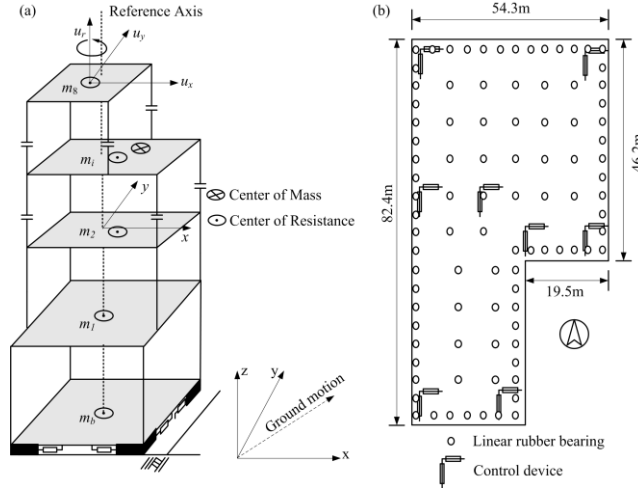 (a)
Reference Axis
u_r
u_y
u_x
m_8
m_i
y
Center of Mass
Center of Resistance
m_2
x
m_1
m_b
z
y
Ground motion
x
(b)
54.3m
82.4m
46.2m
19.5m
Linear rubber bearing
Control device